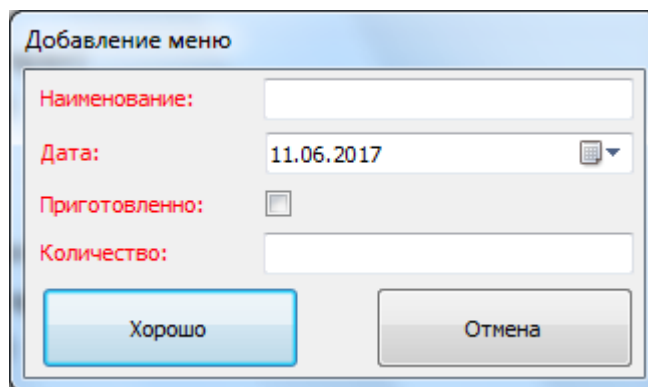 Добавление меню
Наименование:
Дата: 11.06.2017
Приготовленно:
Количество:
Хорошо Отмена